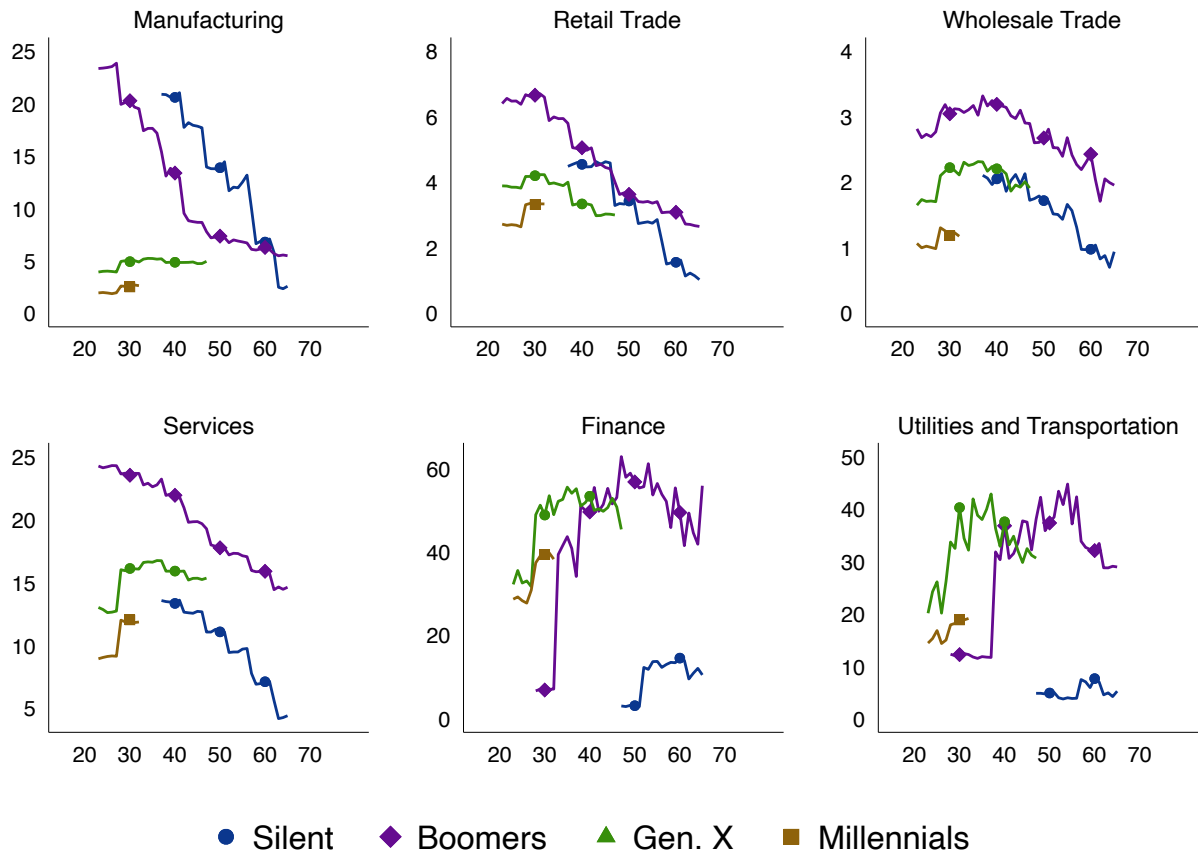 Manufacturing
25
20
15
10
5
0
20 30 40 50 60 70
Retail Trade
8
6
4
2
0
20 30 40 50 60 70
Wholesale Trade
4
3
2
1
0
20 30 40 50 60 70
Services
25
20
15
10
5
20 30 40 50 60 70
Finance
60
40
20
0
20 30 40 50 60 70
Utilities and Transportation
50
40
30
20
10
0
20 30 40 50 60 70
Silent Boomers Gen. X Millennials